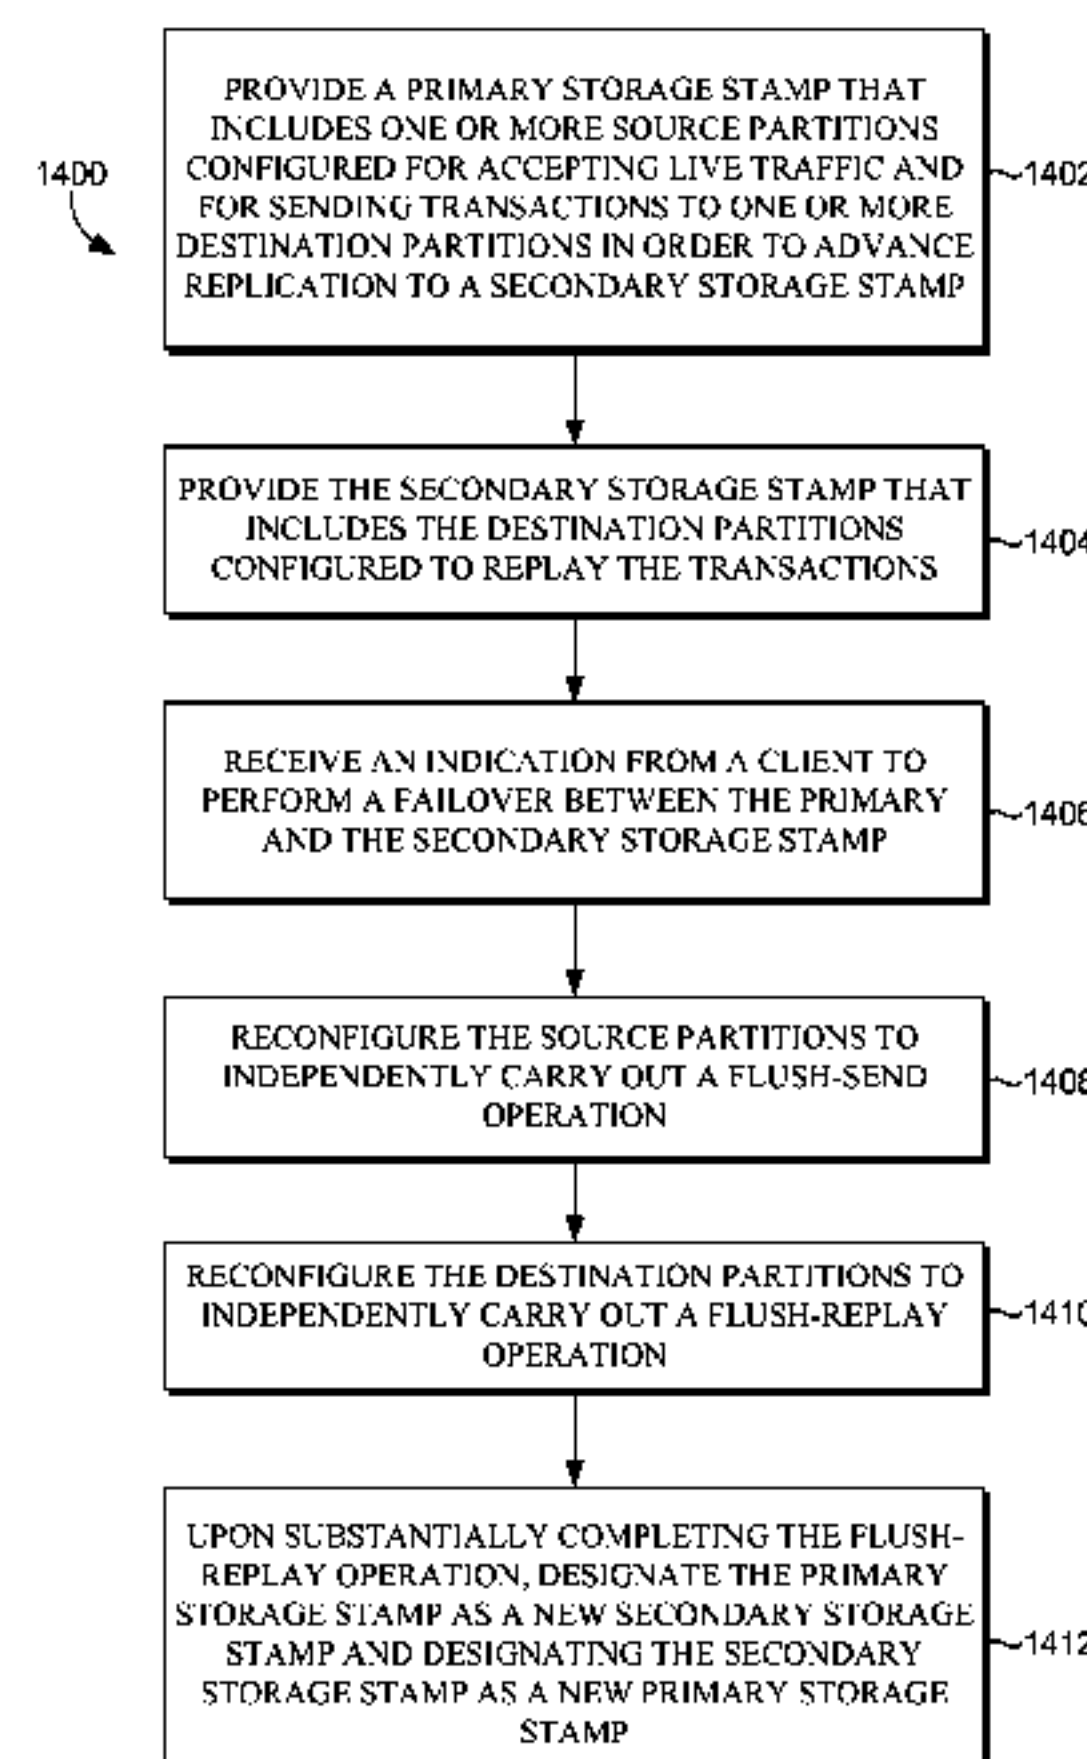 PROVIDE A PRIMARY STORAGE STAMP THAT
INCLUDES ONE OR MORE SOURCE PARTITIONS
CONFIGURED FOR ACCEPTING LIVE TRAFFIC AND
FOR SENDING TRANSACTIONS TO ONE OR MORE
DESTINATION PARTITIONS IN ORDER TO ADVANCE
REPLICATION TO A SECONDARY STORAGE STAMP
1402
1400
PROVIDE THE SECONDARY STORAGE STAMP THAT
INCLUDES THE DESTINATION PARTITIONS
CONFIGURED TO REPLAY THE TRANSACTIONS
1404
RECEIVE AN INDICATION FROM A CLIENT TO
PERFORM A FAILOVER BETWEEN THE PRIMARY
AND THE SECONDARY STORAGE STAMP
1406
RECONFIGURE THE SOURCE PARTITIONS TO
INDEPENDENTLY CARRY OUT A FLUSH-SEND
OPERATION
1408
RECONFIGURE THE DESTINATION PARTITIONS TO
INDEPENDENTLY CARRY OUT A FLUSH-REPLAY
OPERATION
1410
UPON SUBSTANTIALLY COMPLETING THE FLUSH-
REPLAY OPERATION, DESIGNATE THE PRIMARY
STORAGE STAMP AS A NEW SECONDARY STORAGE
STAMP AND DESIGNATING THE SECONDARY
STORAGE STAMP AS A NEW PRIMARY STORAGE
STAMP
1412